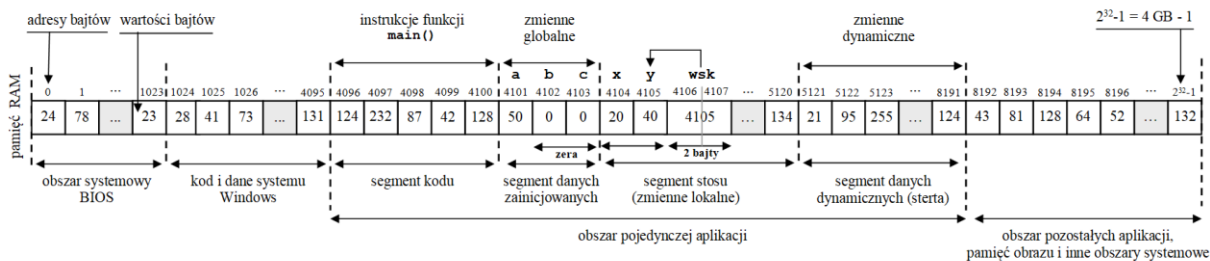 adresy bajtów wartości bajtów instrukcje funkcji zmienne zmienne 2³²-1 = 4 GB - 1
main() globalne dynamiczne
a b c x y wsk
0 1 ... 1023 1024 1025 1026 ... 4095 4096 4097 4098 4099 4100 4101 4102 4103 4104 4105 4106 4107 ... 5120 5121 5122 5123 ... 8191 8192 8193 8194 8195 8196 ... 2³²-1
pamięć RAM
24 78 ... 23 28 41 73 ... 131 124 232 87 42 128 50 0 0 20 40 4105 ... 134 21 95 255 ... 124 43 81 128 64 52 ... 132
zera 2 bajty
obszar systemowy kod i dane systemu segment kodu segment danych segment stosu segment danych
BIOS Windows zainicjowanych (zmienne lokalne) dynamicznych (sterta)
obszar pojedynczej aplikacji obszar pozostałych aplikacji,
pamięć obrazu i inne obszary systemowe